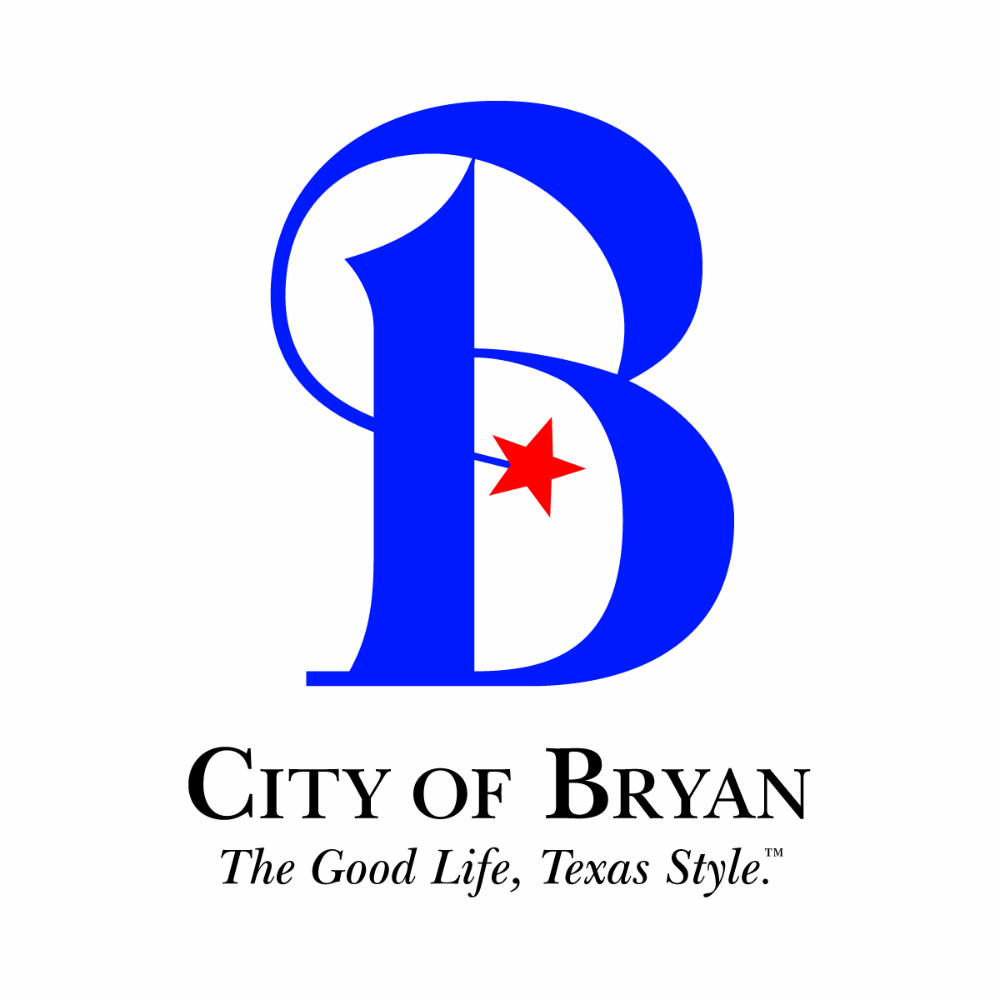 B
City of Bryan
The Good Life, Texas Style.™